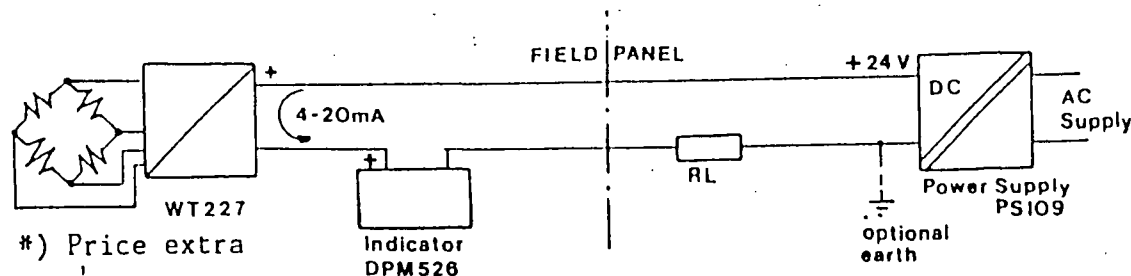 FIELD PANEL
+ 24 V
DC
AC
Supply
+
4-20mA
+
RL
WT227
Power Supply
PS109
optional
earth
Indicator
DPM526
*) Price extra